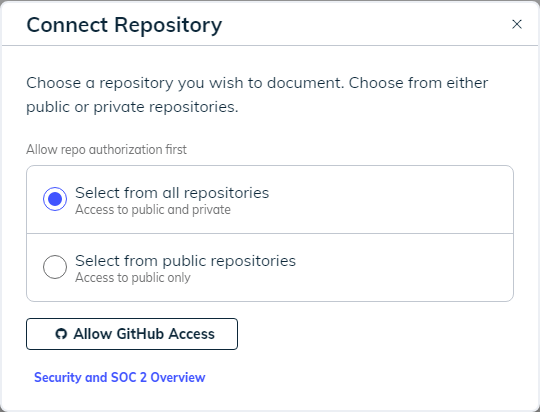 Connect Repository
Choose a repository you wish to document. Choose from either
public or private repositories.
Allow repo authorization first
Select from all repositories
Access to public and private
Select from public repositories
Access to public only
Allow GitHub Access
Security and SOC 2 Overview